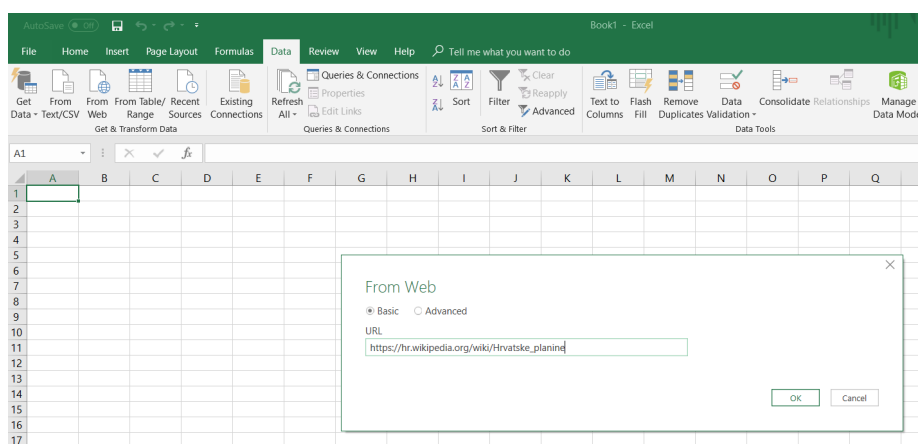 AutoSave Off Book1 - Excel
File Home Insert Page Layout Formulas Data Review View Help Tell me what you want to do
Get Data From Text/CSV From Web From Table/ Range Recent Sources Existing Connections Refresh All Queries & Connections Properties Edit Links Sort Filter Clear Reapply Advanced Text to Columns Flash Fill Remove Duplicates Data Validation Consolidate Relationships Manage Data Mode
Get & Transform Data Queries & Connections Sort & Filter Data Tools
A1 fx
A B C D E F G H I J K L M N O P Q
1
2
3
4
5
6
7
8
9
10
11
12
13
14
15
16
17
From Web
Basic Advanced
URL
https://hr.wikipedia.org/wiki/Hrvatske_planine
OK Cancel